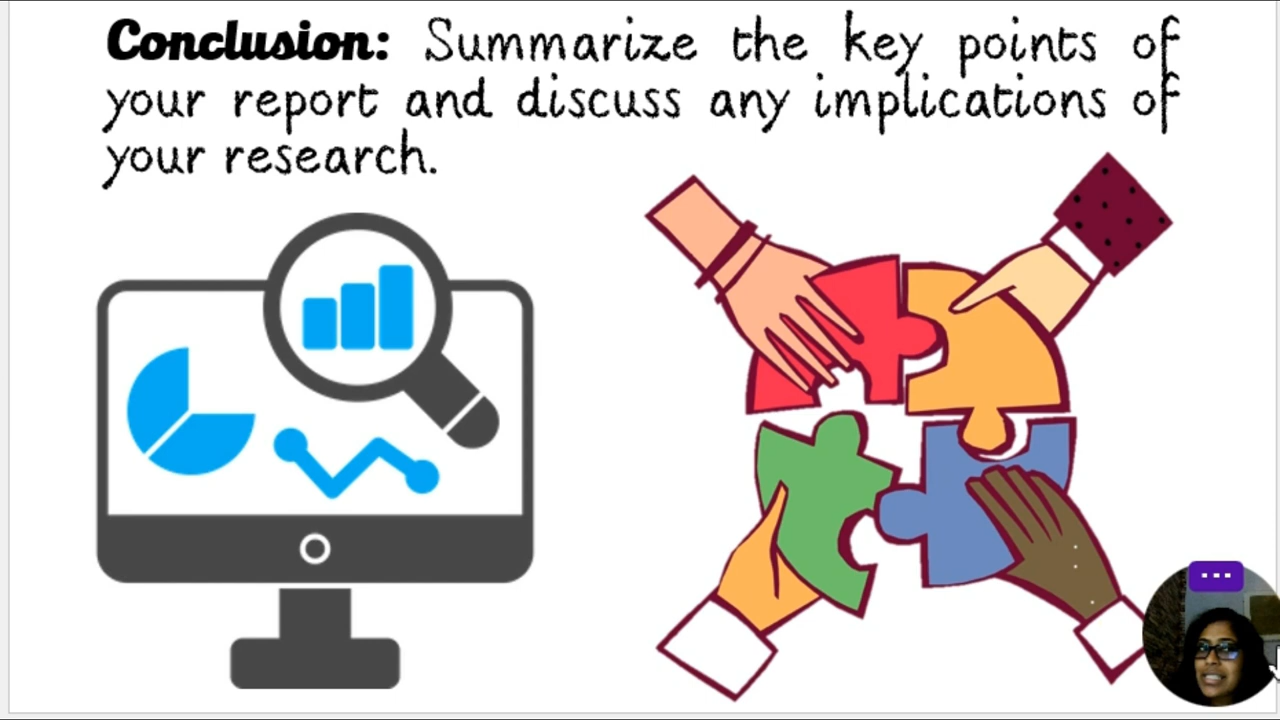 Conclusion: Summarize the key points of
your report and discuss any implications of
your research.